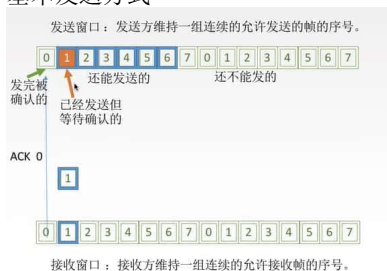 发送窗口：发送方维持一组连续的允许发送的帧的序号。
0 1 2 3 4 5 6 7 0 1 2 3 4 5 6 7
还能发送的 还不能发的
发完被
确认的
已经发送但
等待确认的
ACK 0
1
0 1 2 3 4 5 6 7 0 1 2 3 4 5 6 7
接收窗口：接收方维持一组连续的允许接收帧的序号。